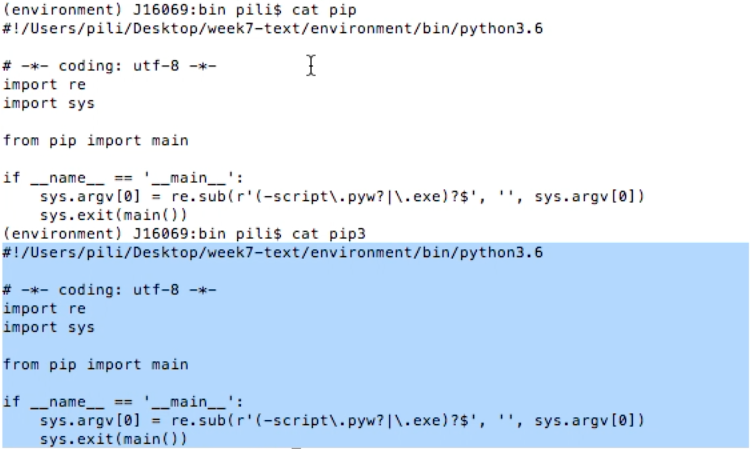 (environment) J16069:bin pili$ cat pip
#!/Users/pili/Desktop/week7-text/environment/bin/python3.6
# -*- coding: utf-8 -*-
import re
import sys
from pip import main
if __name__ == '__main__':
    sys.argv[0] = re.sub(r'(-script\.pyw?|\.exe)?$', '', sys.argv[0])
    sys.exit(main())
(environment) J16069:bin pili$ cat pip3
#!/Users/pili/Desktop/week7-text/environment/bin/python3.6
# -*- coding: utf-8 -*-
import re
import sys
from pip import main
if __name__ == '__main__':
    sys.argv[0] = re.sub(r'(-script\.pyw?|\.exe)?$', '', sys.argv[0])
    sys.exit(main())